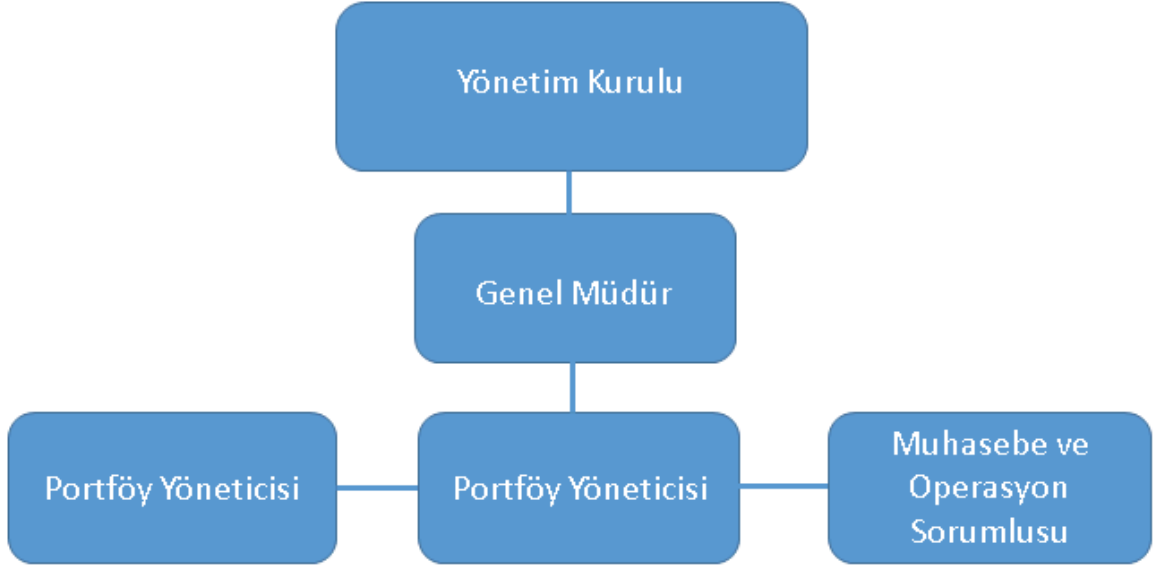 Yönetim Kurulu
Genel Müdür
Portföy Yöneticisi
Portföy Yöneticisi
Muhasebe ve
Operasyon
Sorumlusu